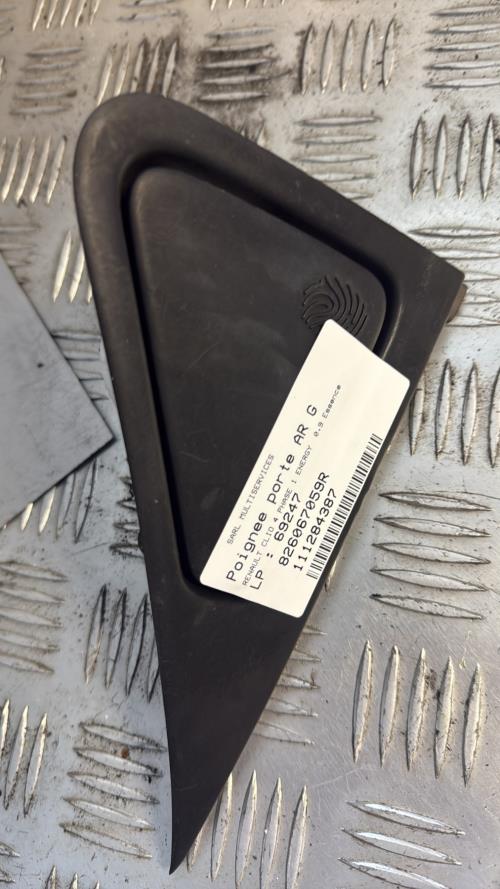 SARL MULTISERVICES
Poignee porte AR G
RENAULT CLIO 4 PHASE 1 ENERGY 0.9 Essence
LP : 69247
826067059R
111284387